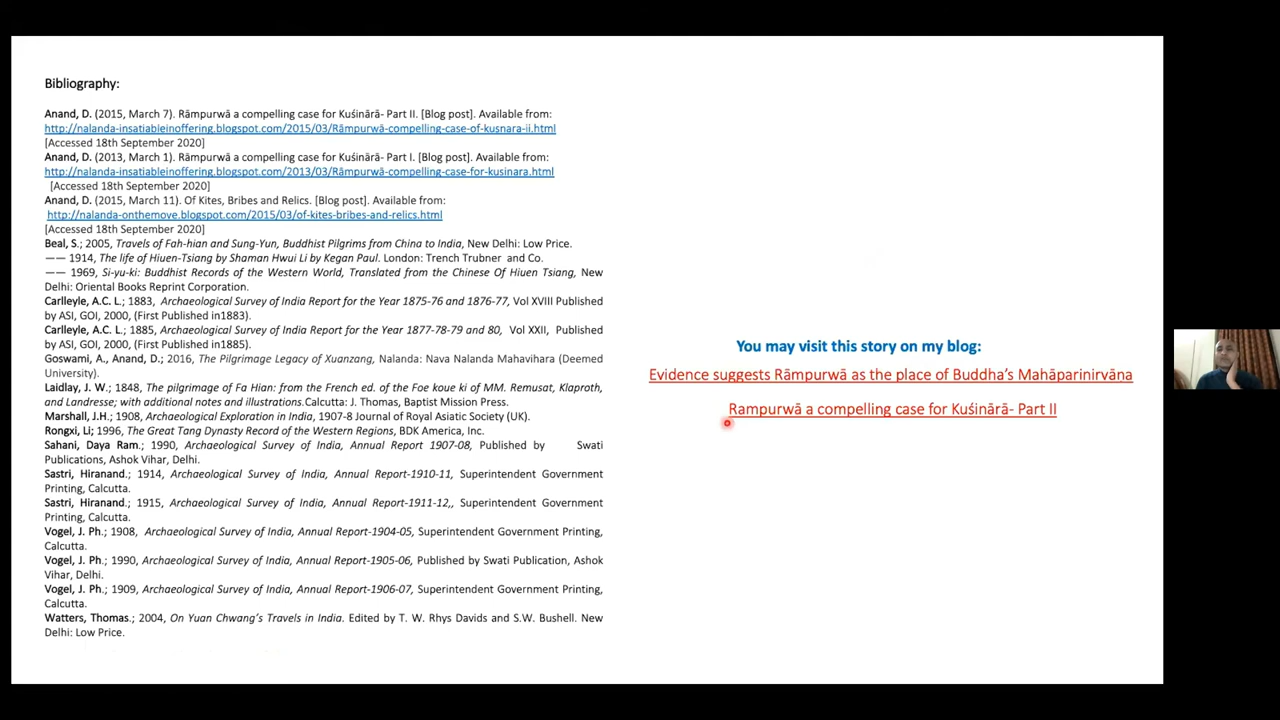 Bibliography:
Anand, D. (2015, March 7). Rāmpurwā a compelling case for Kuśinārā- Part II. [Blog post]. Available from:
http://nalanda-insatiableinoffering.blogspot.com/2015/03/Rāmpurwā-compelling-case-of-kusnara-ii.html
[Accessed 18th September 2020]
Anand, D. (2013, March 1). Rāmpurwā a compelling case for Kuśinārā- Part I. [Blog post]. Available from:
http://nalanda-insatiableinoffering.blogspot.com/2013/03/Rāmpurwā-compelling-case-for-kusinara.html
[Accessed 18th September 2020]
Anand, D. (2015, March 11). Of Kites, Bribes and Relics. [Blog post]. Available from:
http://nalanda-onthemove.blogspot.com/2015/03/of-kites-bribes-and-relics.html
[Accessed 18th September 2020]
Beal, S.; 2005, Travels of Fah-hian and Sung-Yun, Buddhist Pilgrims from China to India, New Delhi: Low Price.
—— 1914, The life of Hiuen-Tsiang by Shaman Hwui Li by Kegan Paul. London: Trench Trubner and Co.
—— 1969, Si-yu-ki: Buddhist Records of the Western World, Translated from the Chinese Of Hiuen Tsiang, New
Delhi: Oriental Books Reprint Corporation.
Carlleyle, A.C. L.; 1883, Archaeological Survey of India Report for the Year 1875-76 and 1876-77, Vol XVIII Published
by ASI, GOI, 2000, (First Published in1883).
Carlleyle, A.C. L.; 1885, Archaeological Survey of India Report for the Year 1877-78-79 and 80, Vol XXII, Published
by ASI, GOI, 2000, (First Published in1885).
Goswami, A., Anand, D.; 2016, The Pilgrimage Legacy of Xuanzang, Nalanda: Nava Nalanda Mahavihara (Deemed
University).
Laidlay, J. W.; 1848, The pilgrimage of Fa Hian: from the French ed. of the Foe koue ki of MM. Remusat, Klaproth,
and Landresse; with additional notes and illustrations.Calcutta: J. Thomas, Baptist Mission Press.
Marshall, J.H.; 1908, Archaeological Exploration in India, 1907-8 Journal of Royal Asiatic Society (UK).
Rongxi, Li; 1996, The Great Tang Dynasty Record of the Western Regions, BDK America, Inc.
Sahani, Daya Ram.; 1990, Archaeological Survey of India, Annual Report 1907-08, Published by Swati
Publications, Ashok Vihar, Delhi.
Sastri, Hiranand.; 1914, Archaeological Survey of India, Annual Report-1910-11, Superintendent Government
Printing, Calcutta.
Sastri, Hiranand.; 1915, Archaeological Survey of India, Annual Report-1911-12,, Superintendent Government
Printing, Calcutta.
Vogel, J. Ph.; 1908, Archaeological Survey of India, Annual Report-1904-05, Superintendent Government Printing,
Calcutta.
Vogel, J. Ph.; 1990, Archaeological Survey of India, Annual Report-1905-06, Published by Swati Publication, Ashok
Vihar, Delhi.
Vogel, J. Ph.; 1909, Archaeological Survey of India, Annual Report-1906-07, Superintendent Government Printing,
Calcutta.
Watters, Thomas.; 2004, On Yuan Chwang's Travels in India. Edited by T. W. Rhys Davids and S.W. Bushell. New
Delhi: Low Price.
You may visit this story on my blog:
Evidence suggests Rāmpurwā as the place of Buddha's Mahāparinirvāna
Rampurwā a compelling case for Kuśinārā- Part II